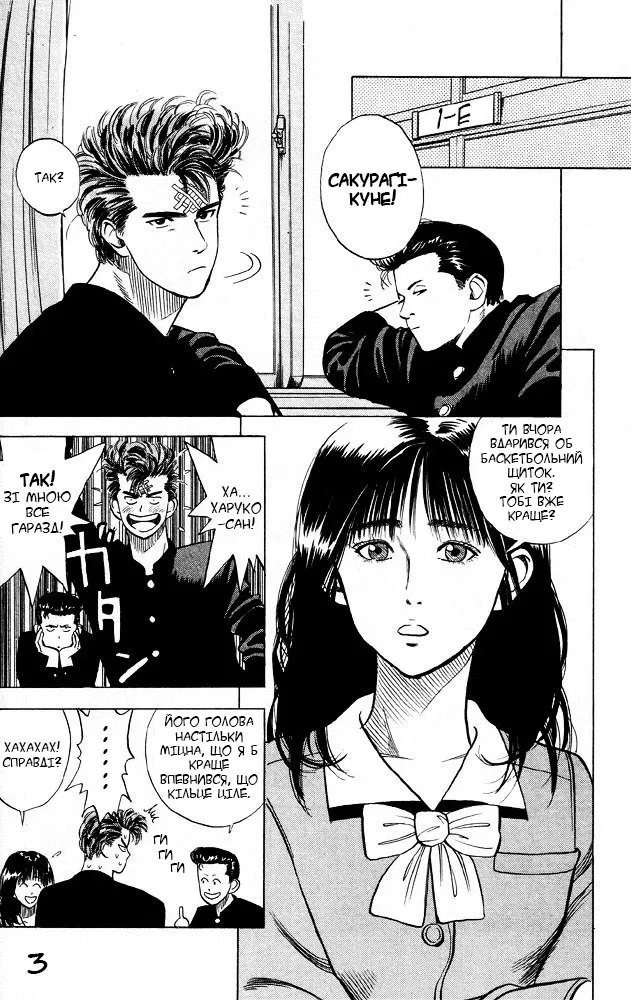 1-E
САКУРАГІ-
КУНЕ!
ТАК?
ТИ ВЧОРА
ВДАРИВСЯ ОБ
БАСКЕТБОЛЬНИЙ
ЩИТОК.
ЯК ТИ?
ТОБІ ВЖЕ
КРАЩЕ?
ХА...
ХАРУКО
-САН!
ТАК!
ЗІ МНОЮ
ВСЕ
ГАРАЗД!
ガタン
ЙОГО ГОЛОВА
НАСТІЛЬКИ
МІЦНА, ЩО Я Б
КРАЩЕ
ВПЕВНИВСЯ, ЩО
КІЛЬЦЕ ЦІЛЕ.
......
ХАХАХАХ!
СПРАВДІ?
ГИ
ГИ
ГИ
3